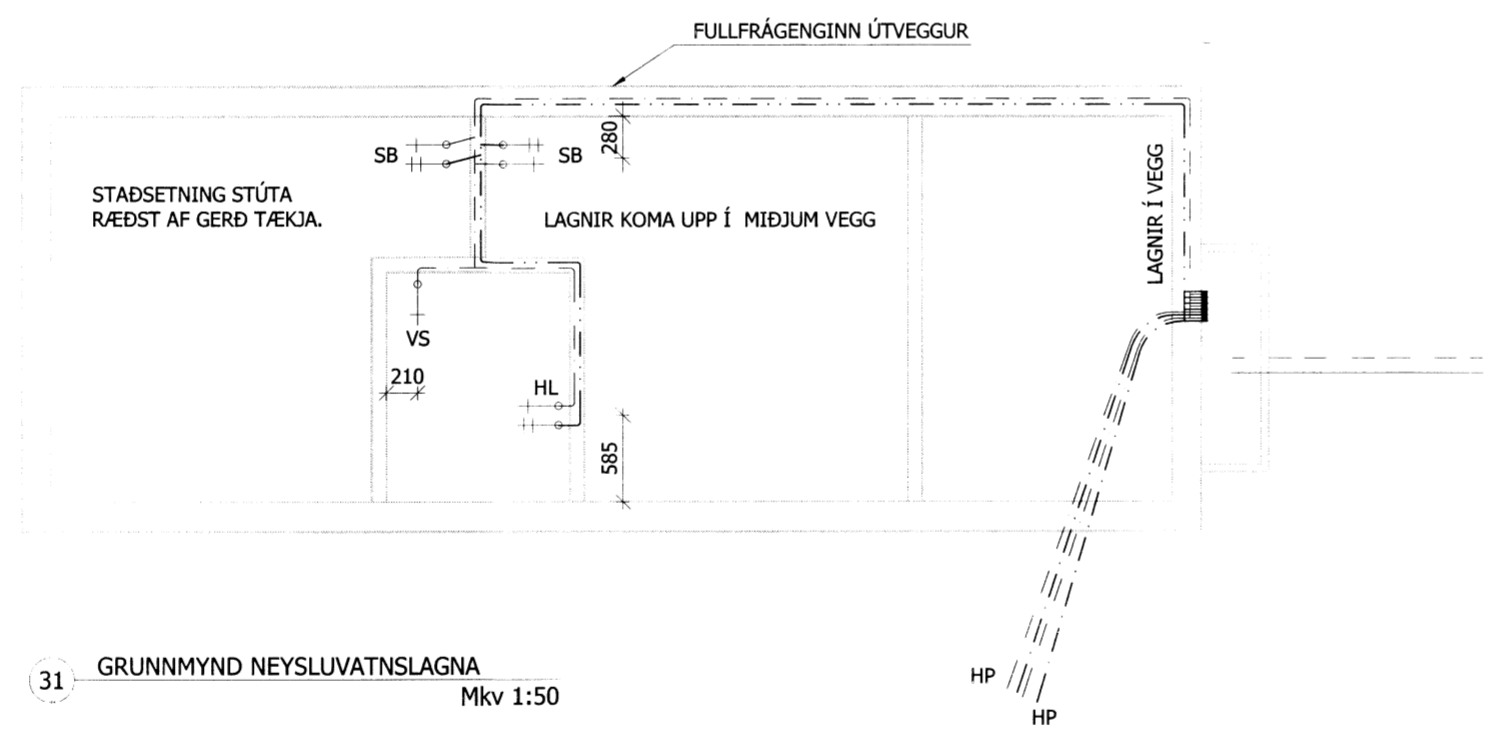 FULLFRÁGENGINN ÚTVEGGUR
280
SB
SB
STAÐSETNING STÚTA
RÆÐST AF GERÐ TÆKJA.
LAGNIR KOMA UPP Í MIÐJUM VEGG
LAGNIR Í VEGG
VS
210
HL
585
HP
HP
31
GRUNNMYND NEYSLUVATNSLAGNA
Mkv 1:50